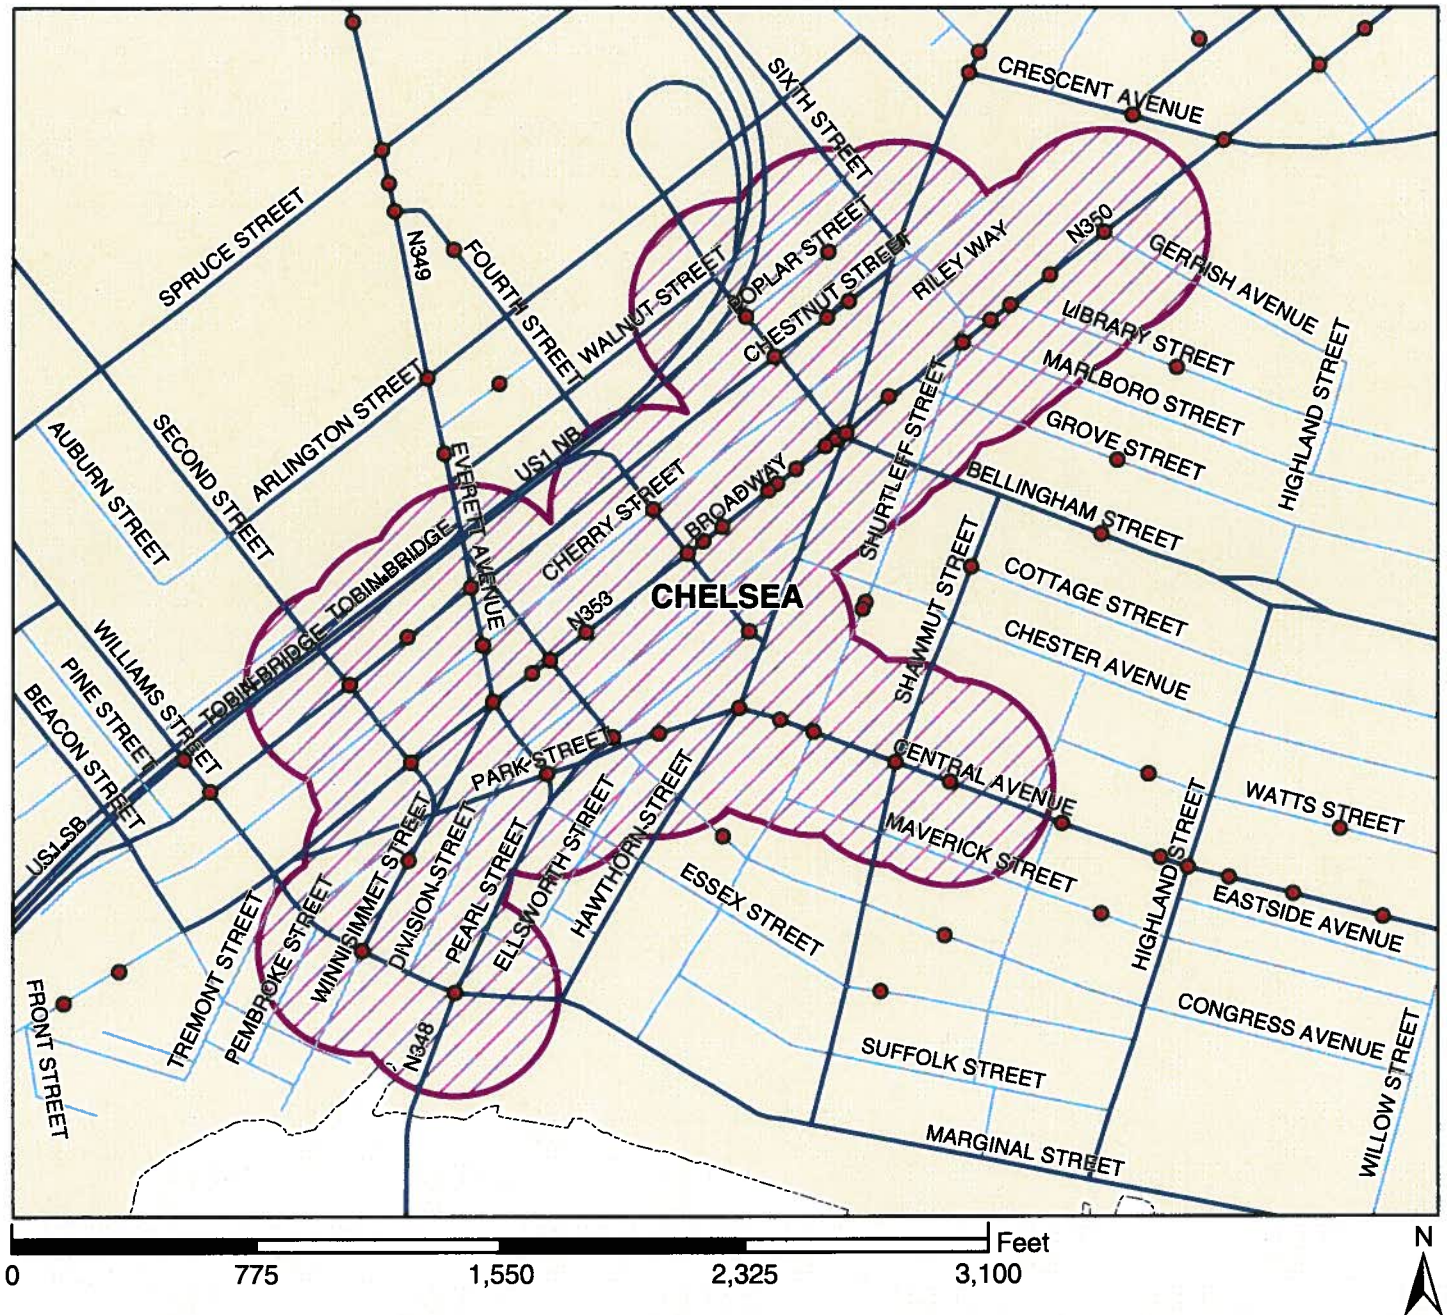 SIXTH STREET
CRESCENT AVENUE
SPRUCE STREET
N349
FOURTH STREET
WALNUT STREET
POPLAR STREET
CHESTNUT STREET
RILEY WAY
N350
GERRISH AVENUE
LIBRARY STREET
MARLBORO STREET
HIGHLAND STREET
GROVE STREET
AUBURN STREET
SECOND STREET
ARLINGTON STREET
EVERETT AVENUE
US1 NB
CHERRY STREET
BROADWAY
SHURTLEFF STREET
BELLINGHAM STREET
TOBIN BRIDGE
TOBIN BRIDGE
N353
CHELSEA
SHAWMUT STREET
COTTAGE STREET
CHESTER AVENUE
WILLIAMS STREET
PINE STREET
BEACON STREET
US1 SB
PARK STREET
CENTRAL AVENUE
WATTS STREET
MAVERICK STREET
HIGHLAND STREET
EASTSIDE AVENUE
ESSEX STREET
HAWTHORN STREET
ELLSWORTH STREET
PEARL STREET
DIVISION STREET
WINNISIMMET STREET
PEMBROKE STREET
TREMONT STREET
FRONT STREET
N348
CONGRESS AVENUE
SUFFOLK STREET
WILLOW STREET
MARGINAL STREET
Feet
0 775 1,550 2,325 3,100
N